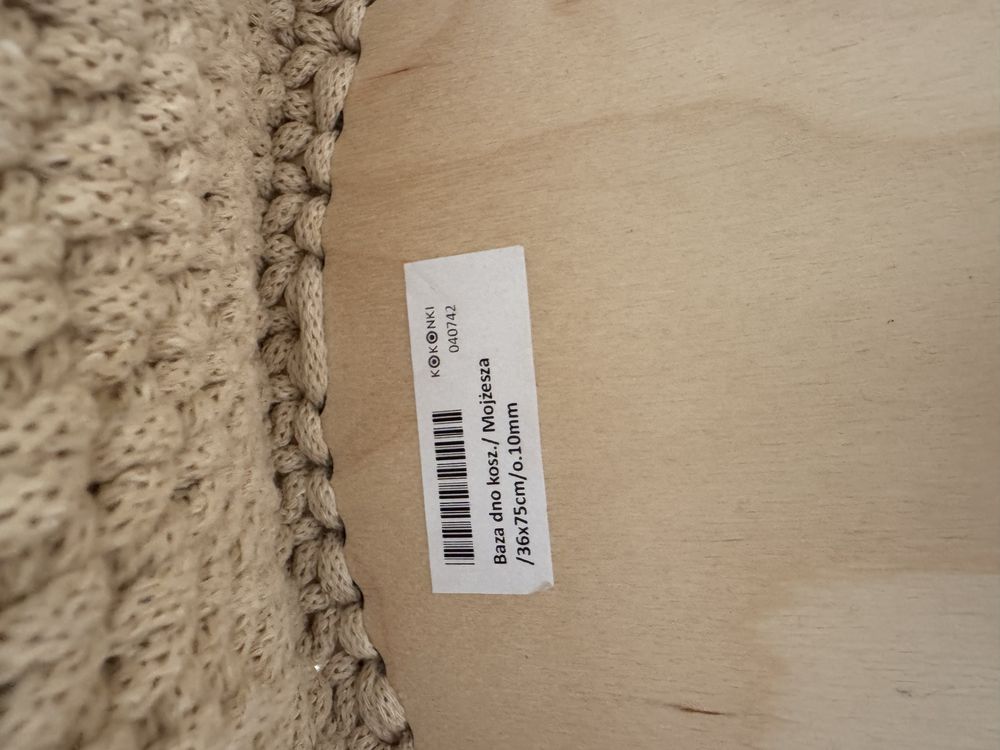 KOKONKI
040742
Baza dno kosz./ Mojżesza
/36x75cm/o.10mm